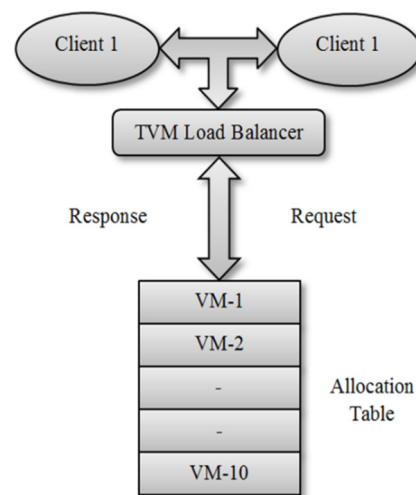 Client 1
Client 1
TVM Load Balancer
Response
Request
VM-1
VM-2
-
-
VM-10
Allocation
Table